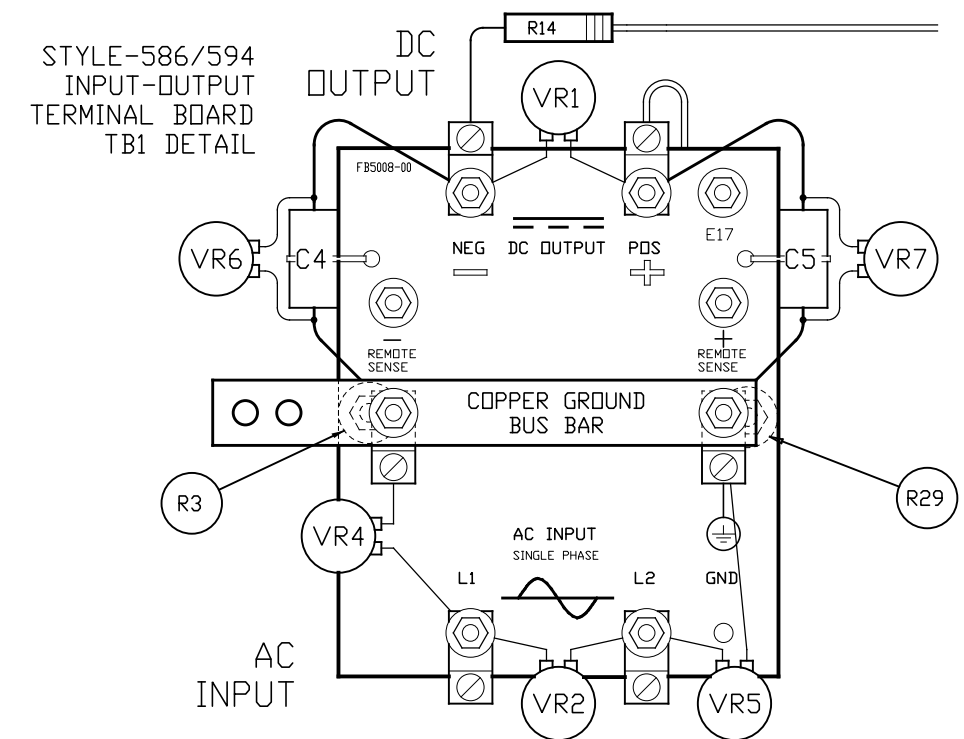 STYLE-586/594
INPUT-OUTPUT
TERMINAL BOARD
TB1 DETAIL
DC
OUTPUT
R14
VR1
FB5008-00
E17
NEG
DC OUTPUT
POS
VR6
C4
C5
VR7
REMOTE
SENSE
REMOTE
SENSE
COPPER GROUND
BUS BAR
R3
R29
VR4
AC INPUT
SINGLE PHASE
L1
L2
GND
AC
INPUT
VR2
VR5